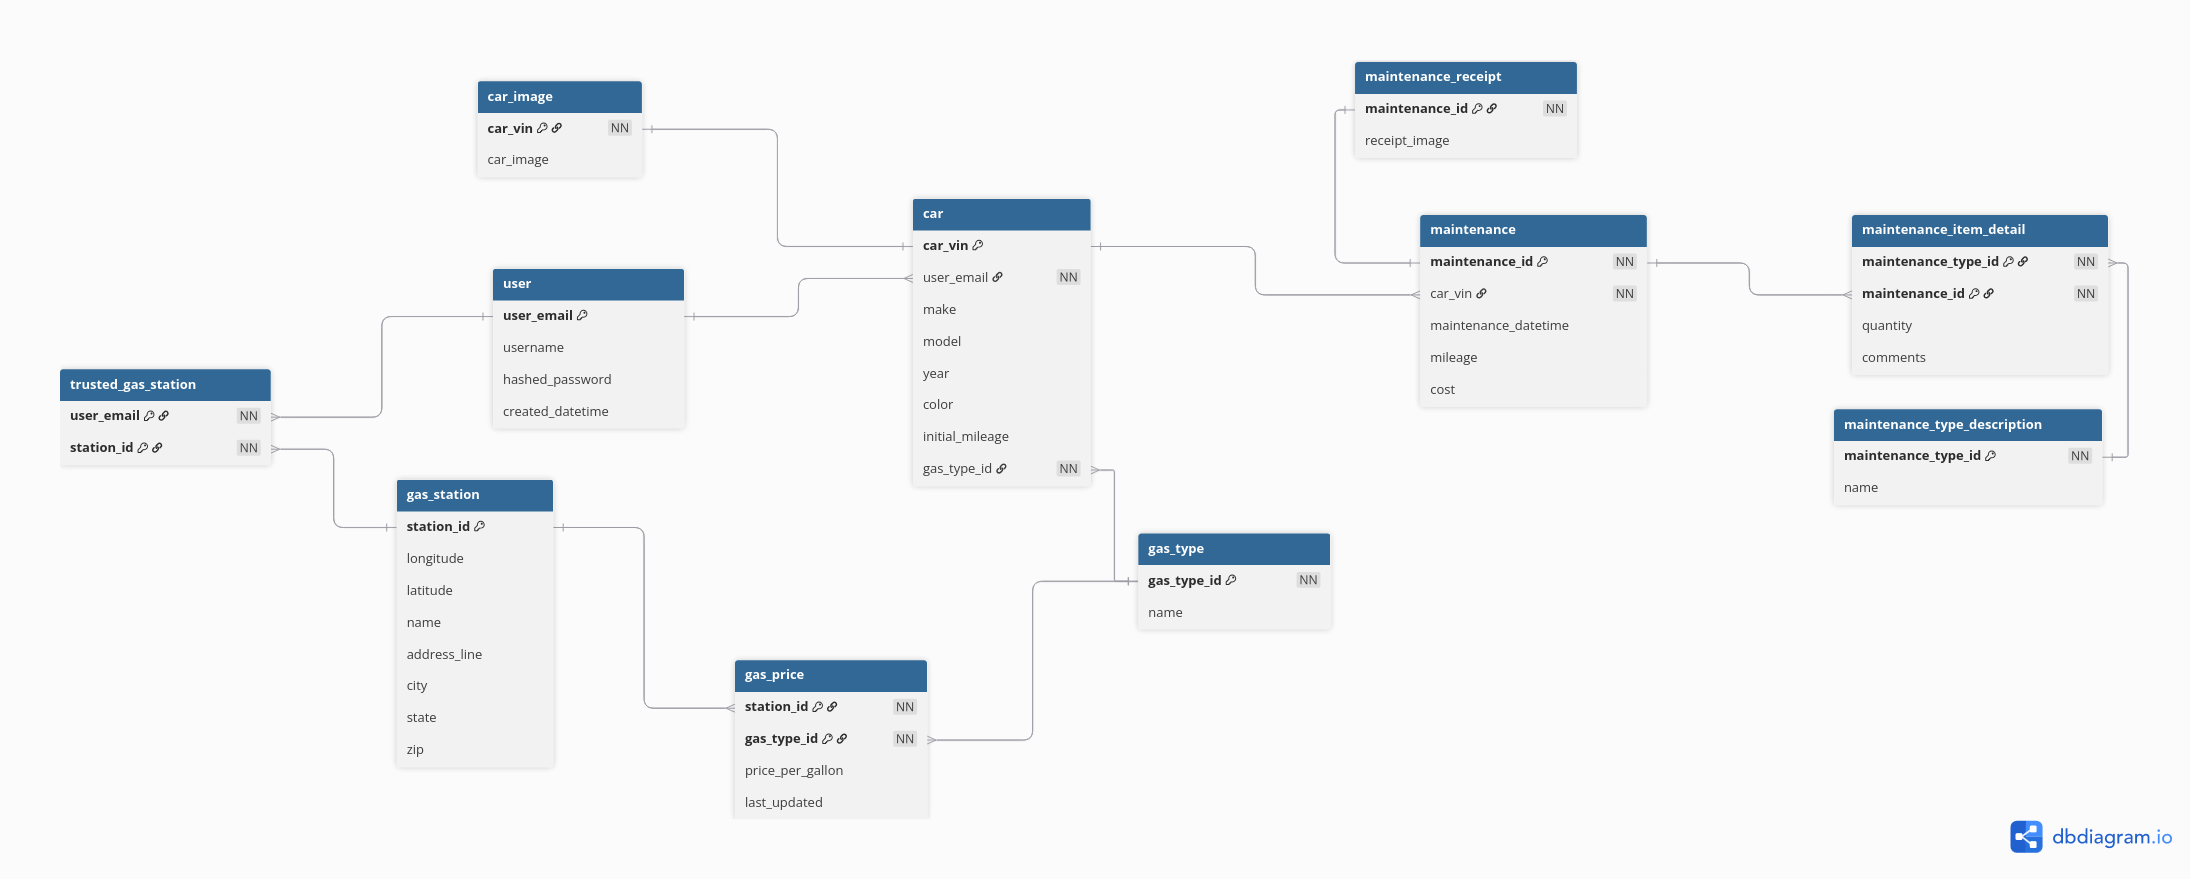 car_image
car_vin NN
car_image
user
user_email
username
hashed_password
created_datetime
trusted_gas_station
user_email NN
station_id NN
gas_station
station_id
longitude
latitude
name
address_line
city
state
zip
car
car_vin
user_email NN
make
model
year
color
initial_mileage
gas_type_id NN
gas_price
station_id NN
gas_type_id NN
price_per_gallon
last_updated
gas_type
gas_type_id NN
name
maintenance_receipt
maintenance_id NN
receipt_image
maintenance
maintenance_id NN
car_vin NN
maintenance_datetime
mileage
cost
maintenance_item_detail
maintenance_type_id NN
maintenance_id NN
quantity
comments
maintenance_type_description
maintenance_type_id NN
name
dbdiagram.io